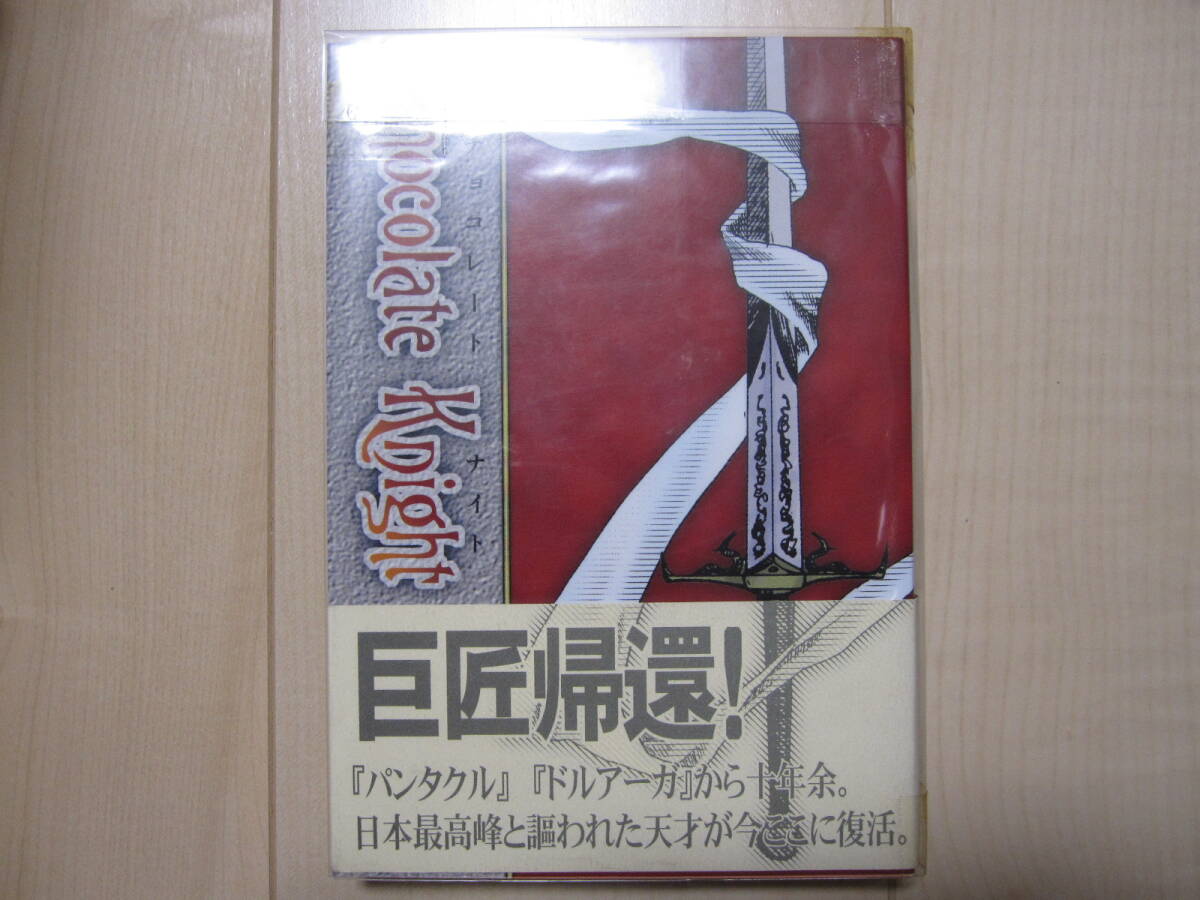 hocolate Knight
ョコレートナイト
巨匠帰還!
『パンタクル』『ドルアーガ』から十年余。
日本最高峰と謳われた天才が今ここに復活。